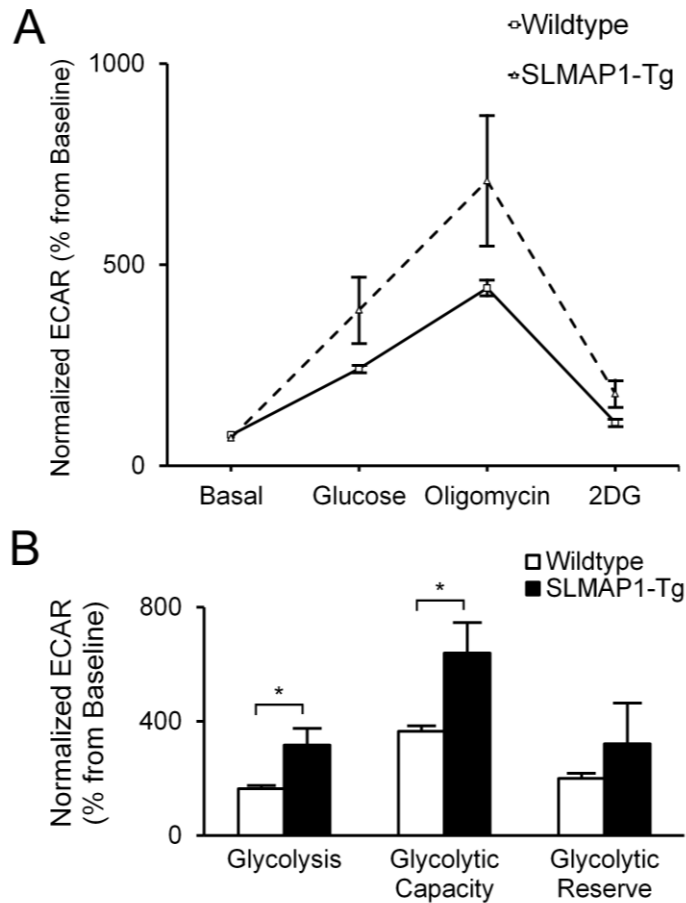 A
Wildtype
SLMAP1-Tg
Normalized ECAR (% from Baseline)
1000
500
0
Basal Glucose Oligomycin 2DG
B
Wildtype
SLMAP1-Tg
Normalized ECAR
(% from Baseline)
800
400
0
*
*
Glycolysis Glycolytic Glycolytic
Capacity Reserve